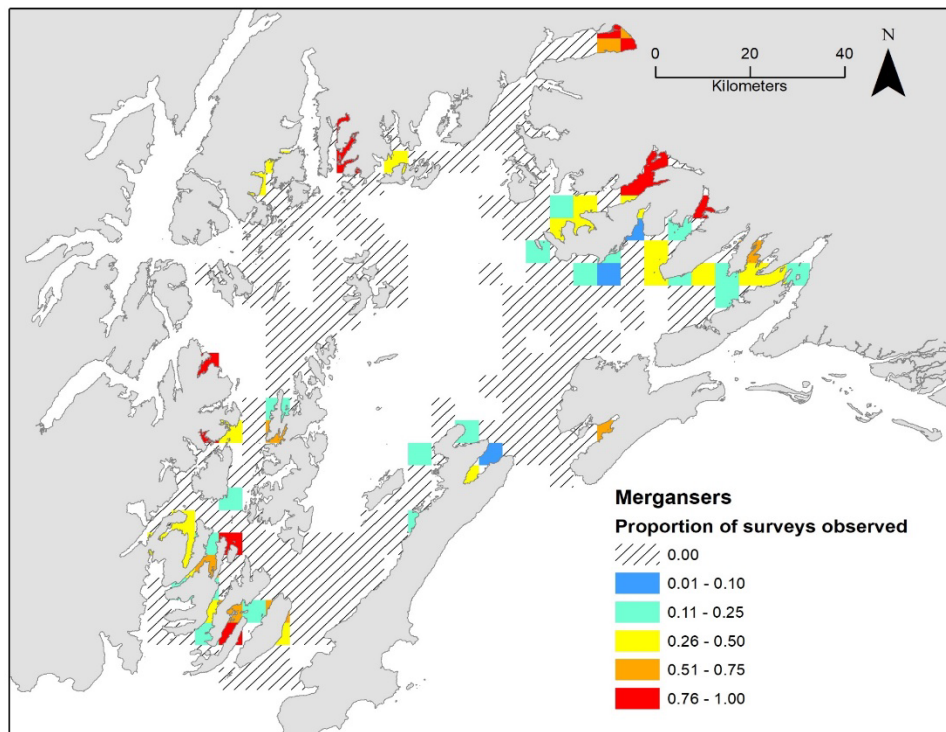 N
0 20 40
Kilometers
Mergansers
Proportion of surveys observed
0.00
0.01 - 0.10
0.11 - 0.25
0.26 - 0.50
0.51 - 0.75
0.76 - 1.00